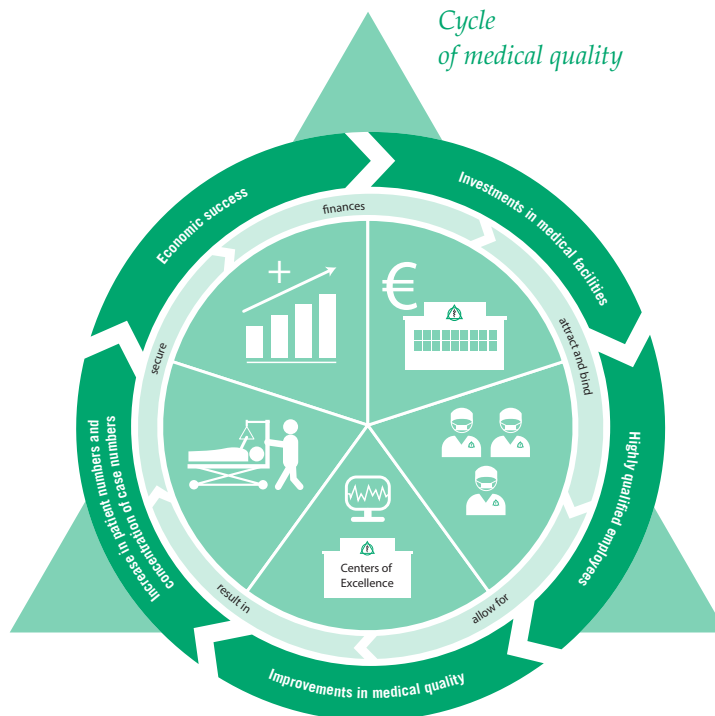 Cycle
of medical quality
Economic success
finances
Investments in medical facilities
attract and bind
Highly qualified employees
allow for
Improvements in medical quality
result in
Increase in patient numbers and
concentration of case numbers
secure
+
€
Centers of
Excellence